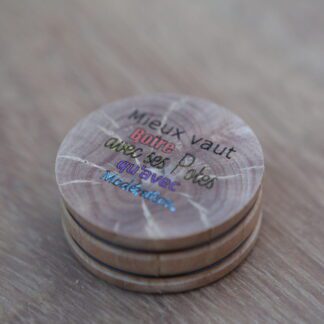 Mieux vaut
Boire
avec ses Potes
qu'avec
Modération